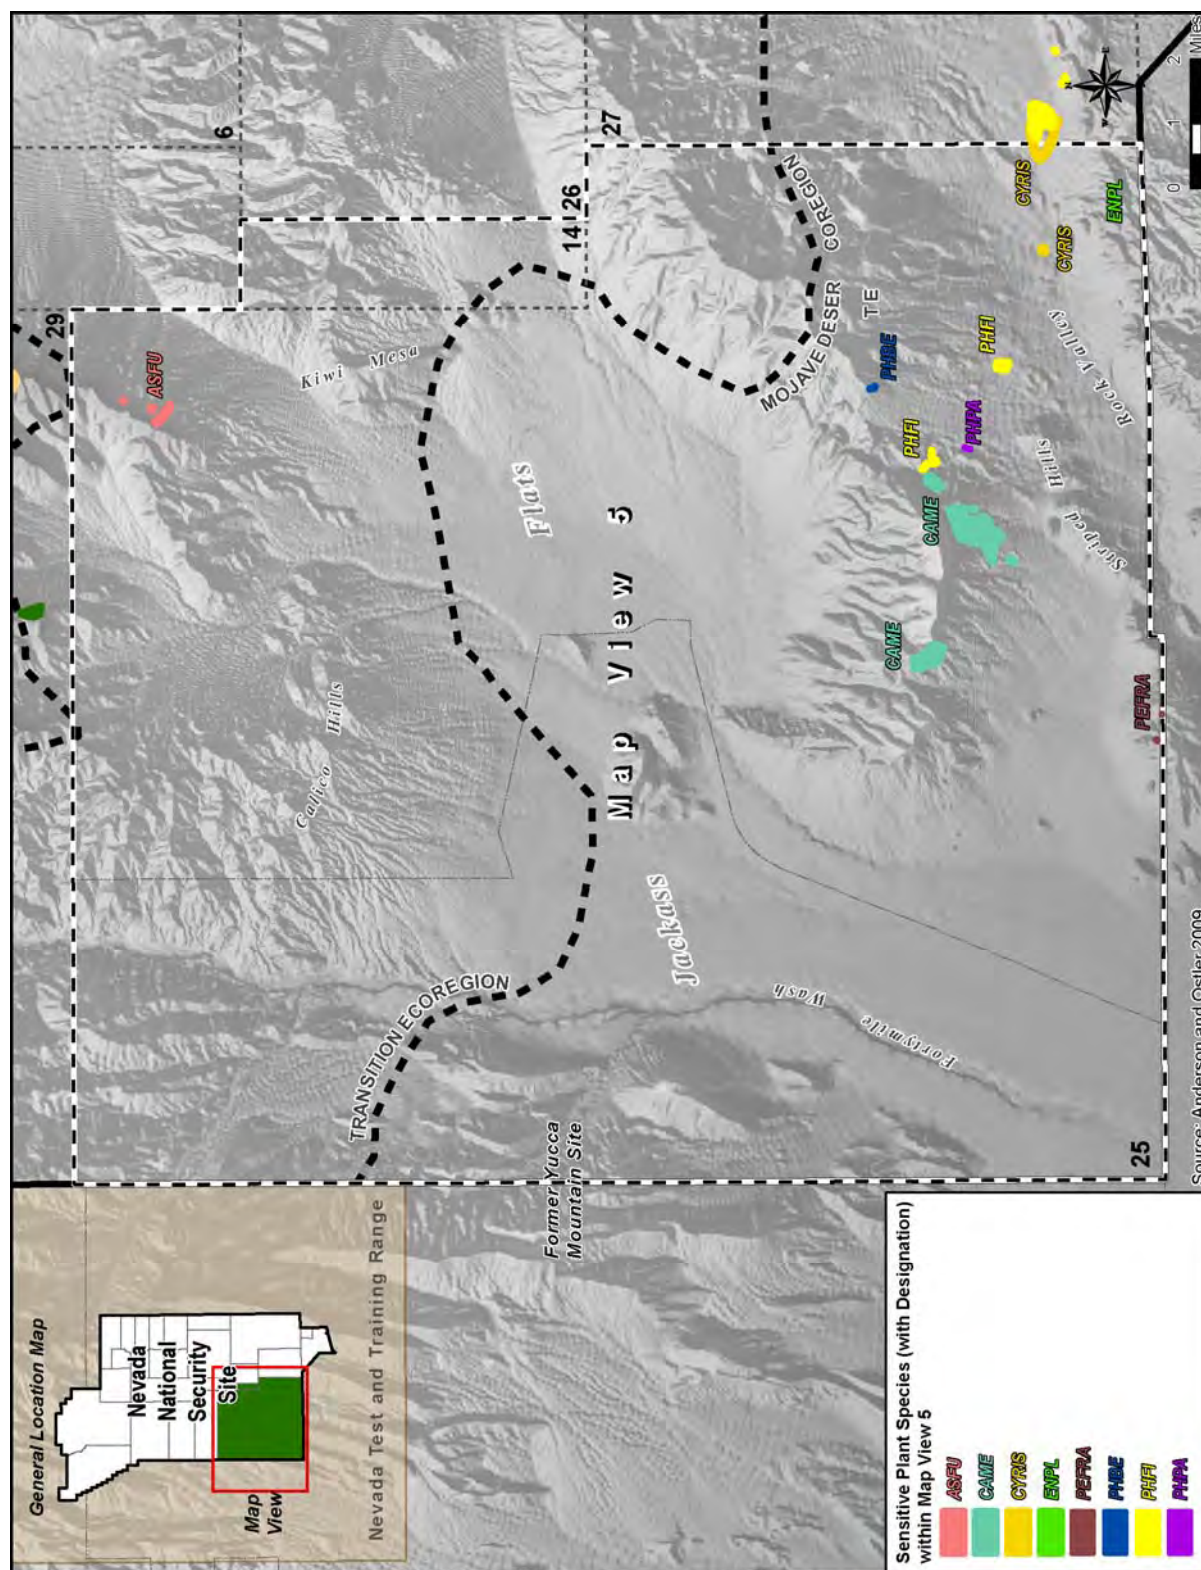 General Location Map
Nevada
National
Security
Site
Map
View
Nevada Test and Training Range
29
6
ASFU
Kiwi Mesa
Calico Hills
14
26
27
TRANSITION ECOREGION
Flats
Map View 5
Jackass
Former Yucca
Mountain Site
Fortymile Wash
MOJAVE DESER
COREGION
TE
PHBE
PHFI
CAME
PHPA
PHFI
CAME
CYRIS
CYRIS
ENPL
Rock Valley
Striped Hills
PEFRA
25
0 1 2
Miles
N
E
W
Source: Anderson and Ostler 2009
Sensitive Plant Species (with Designation)
within Map View 5
ASFU
CAME
CYRIS
ENPL
PEFRA
PHBE
PHFI
PHPA